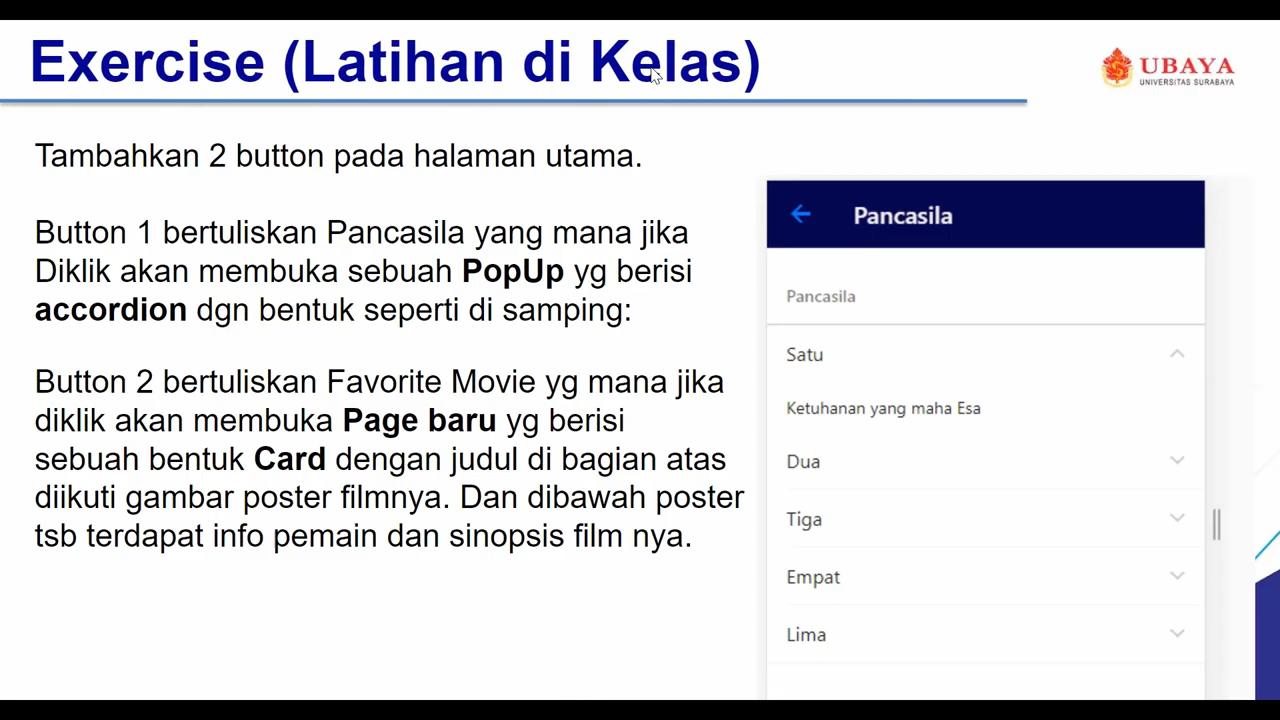 Exercise (Latihan di Kelas)
UBAYA
UNIVERSITAS SURABAYA
Tambahkan 2 button pada halaman utama.
Button 1 bertuliskan Pancasila yang mana jika
Diklik akan membuka sebuah PopUp yg berisi
accordion dgn bentuk seperti di samping:
Button 2 bertuliskan Favorite Movie yg mana jika
diklik akan membuka Page baru yg berisi
sebuah bentuk Card dengan judul di bagian atas
diikuti gambar poster filmnya. Dan dibawah poster
tsb terdapat info pemain dan sinopsis film nya.
Pancasila
Pancasila
Satu
Ketuhanan yang maha Esa
Dua
Tiga
Empat
Lima